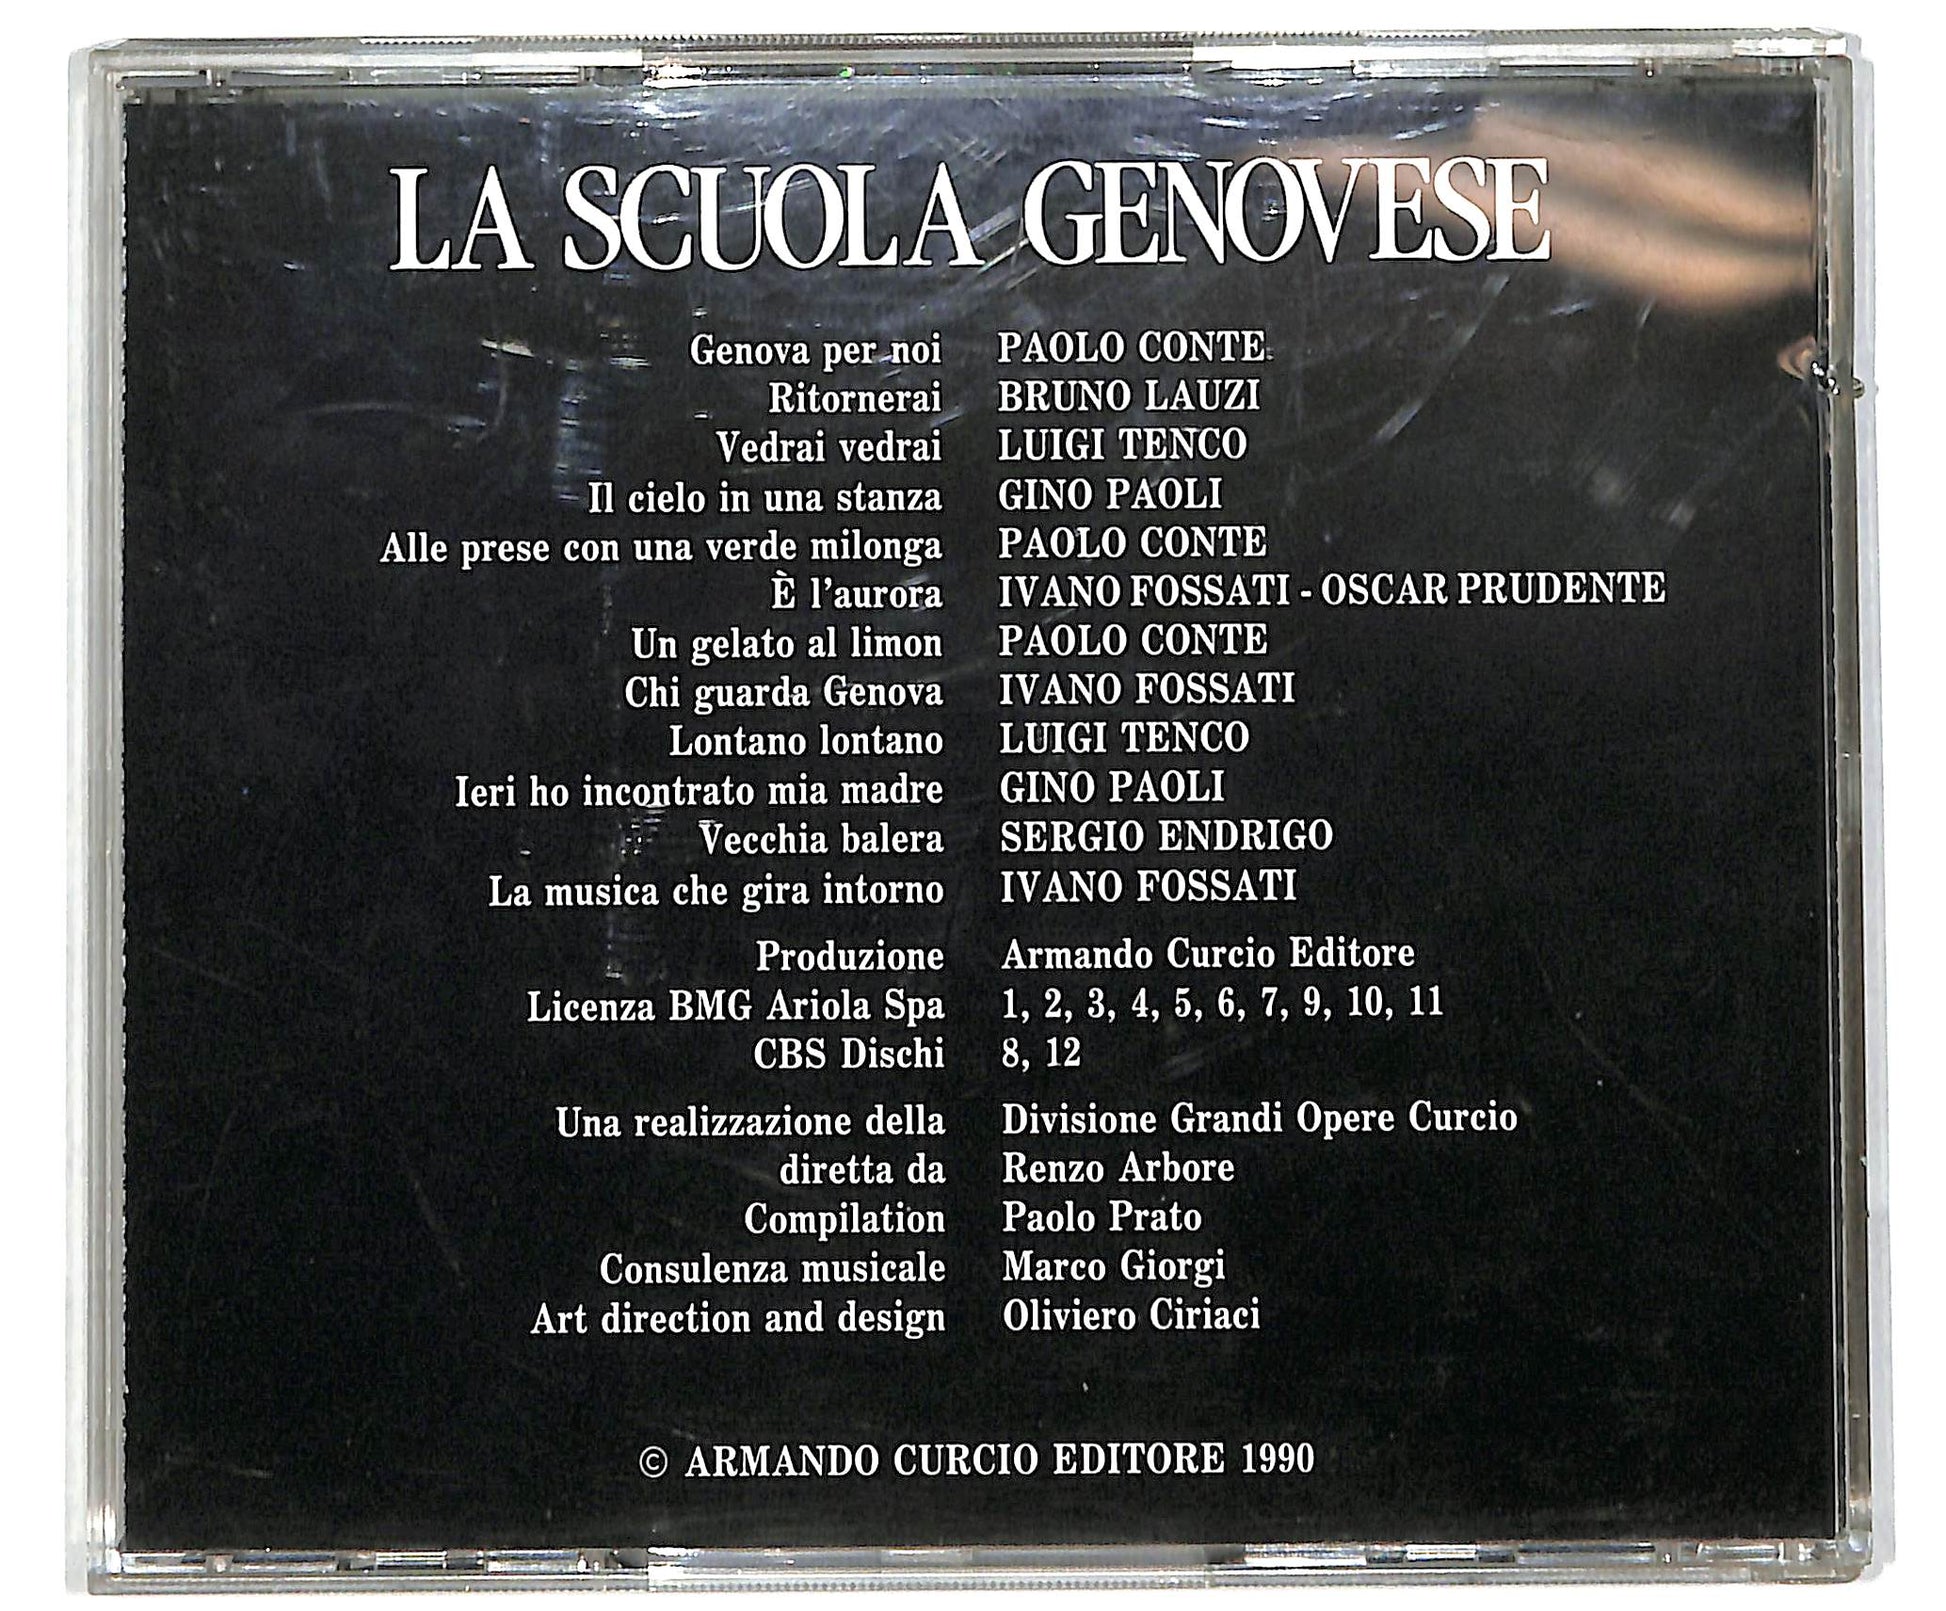 LA SCUOLA GENOVESE
Genova per noi PAOLO CONTE
Ritornerai BRUNO LAUZI
Vedrai vedrai LUIGI TENCO
Il cielo in una stanza GINO PAOLI
Alle prese con una verde milonga PAOLO CONTE
È l'aurora IVANO FOSSATI - OSCAR PRUDENTE
Un gelato al limon PAOLO CONTE
Chi guarda Genova IVANO FOSSATI
Lontano lontano LUIGI TENCO
Ieri ho incontrato mia madre GINO PAOLI
Vecchia balera SERGIO ENDRIGO
La musica che gira intorno IVANO FOSSATI
Produzione Armando Curcio Editore
Licenza BMG Ariola Spa 1, 2, 3, 4, 5, 6, 7, 9, 10, 11
CBS Dischi 8, 12
Una realizzazione della Divisione Grandi Opere Curcio
diretta da Renzo Arbore
Compilation Paolo Prato
Consulenza musicale Marco Giorgi
Art direction and design Oliviero Ciriaci
© ARMANDO CURCIO EDITORE 1990